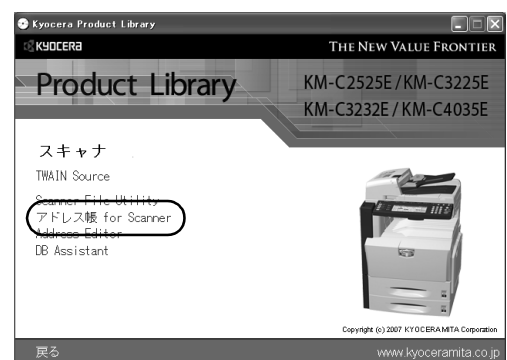 Kyocera Product Library
KYOCERA
THE NEW VALUE FRONTIER
Product Library
KM-C2525E / KM-C3225E
KM-C3232E / KM-C4035E
スキャナ
TWAIN Source
Scanner File Utility
アドレス帳 for Scanner
Address Editor
DB Assistant
Copyright (c) 2007 KYOCERAMITA Corporation
戻る
www.kyoceramita.co.jp